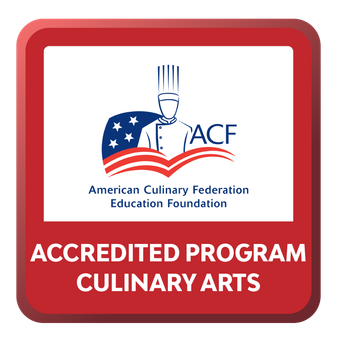 ACF
American Culinary Federation
Education Foundation
ACCREDITED PROGRAM
CULINARY ARTS